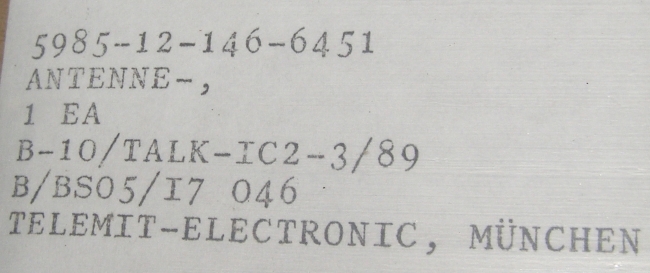 5985-12-146-6451
ANTENNE-,
1 EA
B-10/TALK-IC2-3/89
B/BS05/I7 046
TELEMIT-ELECTRONIC, MÜNCHEN